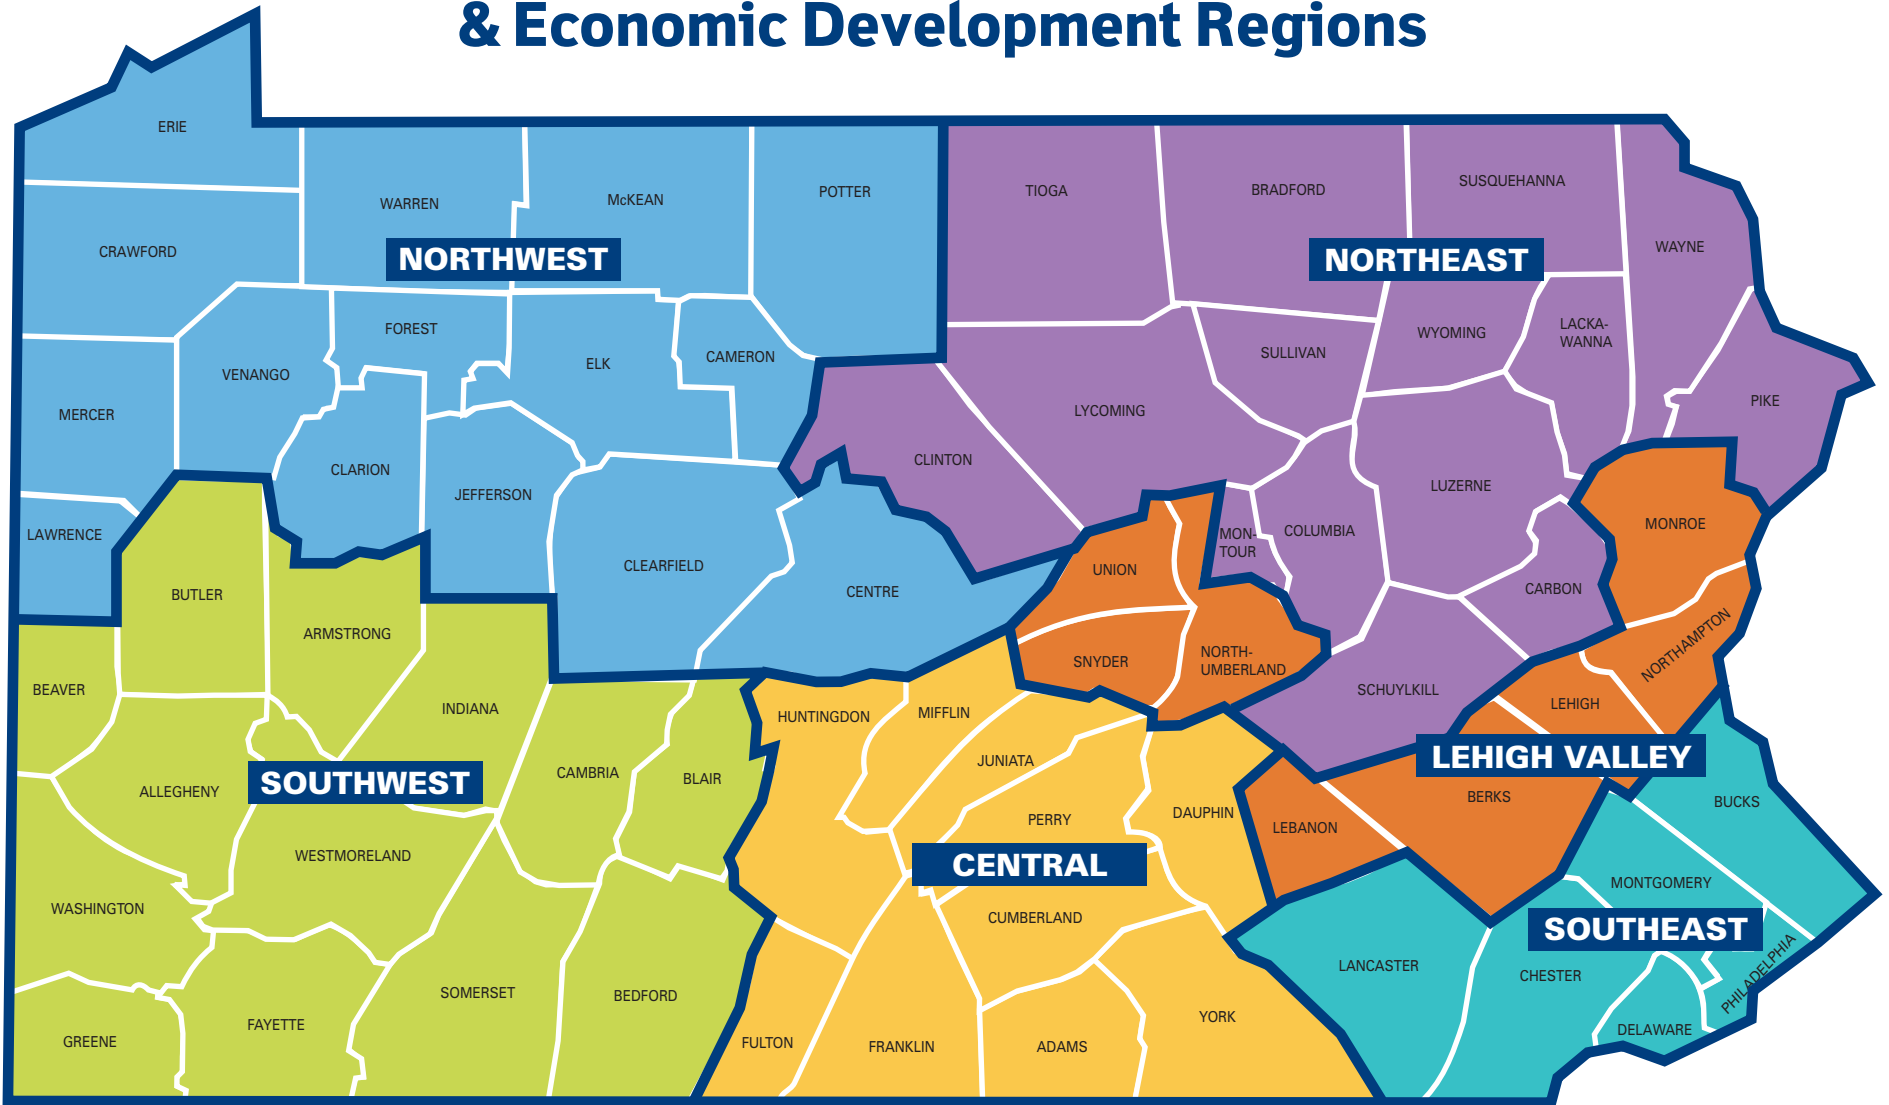 & Economic Development Regions
ERIE
WARREN
McKEAN
POTTER
CRAWFORD
NORTHWEST
FOREST
VENANGO
ELK
CAMERON
MERCER
CLARION
JEFFERSON
LAWRENCE
CLEARFIELD
CENTRE
TIOGA
BRADFORD
SUSQUEHANNA
WAYNE
NORTHEAST
WYOMING
LACKA-
WANNA
SULLIVAN
LYCOMING
PIKE
CLINTON
LUZERNE
MON-
TOUR
COLUMBIA
CARBON
SCHUYLKILL
UNION
SNYDER
NORTH-
UMBERLAND
MONROE
NORTHAMPTON
LEHIGH
LEHIGH VALLEY
BERKS
LEBANON
BUTLER
ARMSTRONG
BEAVER
INDIANA
SOUTHWEST
ALLEGHENY
CAMBRIA
BLAIR
WESTMORELAND
WASHINGTON
SOMERSET
BEDFORD
FAYETTE
GREENE
HUNTINGDON
MIFFLIN
JUNIATA
PERRY
DAUPHIN
CENTRAL
CUMBERLAND
YORK
FULTON
FRANKLIN
ADAMS
BUCKS
MONTGOMERY
SOUTHEAST
LANCASTER
CHESTER
PHILADELPHIA
DELAWARE